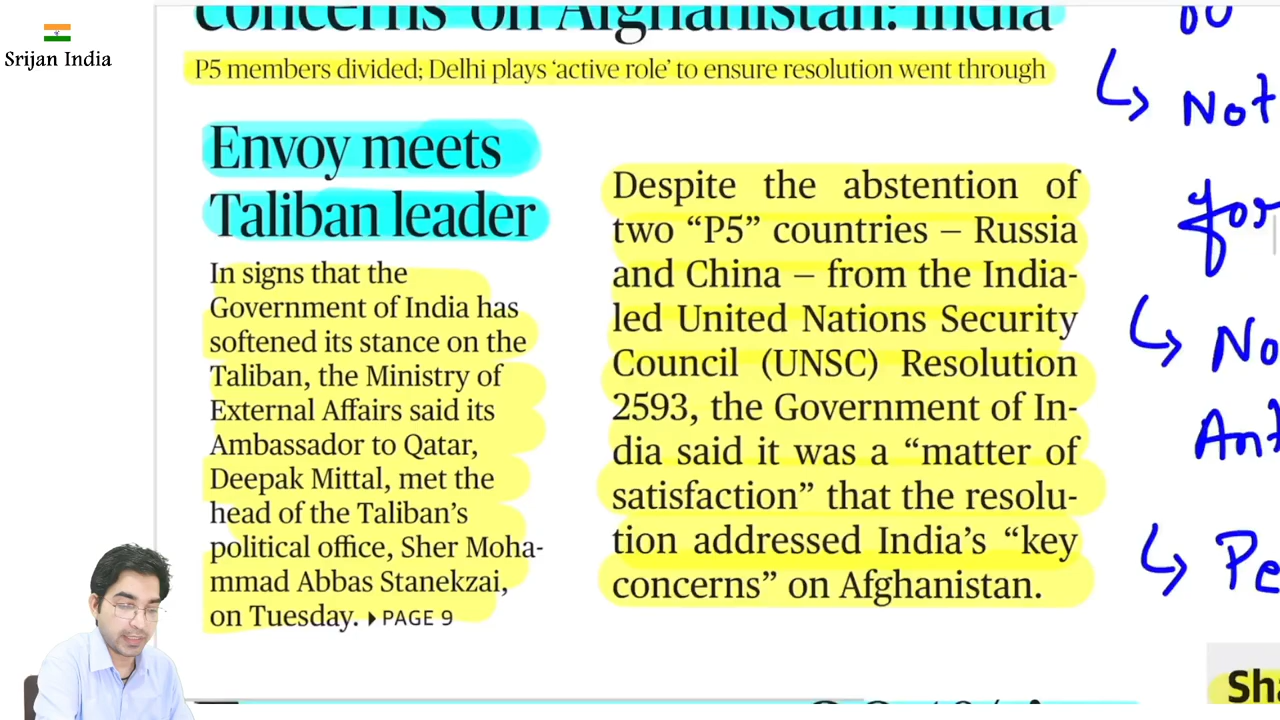 Srijan India
concerns' on Afghanistan: India
P5 members divided; Delhi plays ‘active role’ to ensure resolution went through
Envoy meets
Taliban leader
In signs that the
Government of India has
softened its stance on the
Taliban, the Ministry of
External Affairs said its
Ambassador to Qatar,
Deepak Mittal, met the
head of the Taliban’s
political office, Sher Moha-
mmad Abbas Stanekzai,
on Tuesday. PAGE 9
Despite the abstention of
two “P5” countries – Russia
and China – from the India-
led United Nations Security
Council (UNSC) Resolution
2593, the Government of In-
dia said it was a “matter of
satisfaction” that the resolu-
tion addressed India’s “key
concerns” on Afghanistan.
Not
for
No